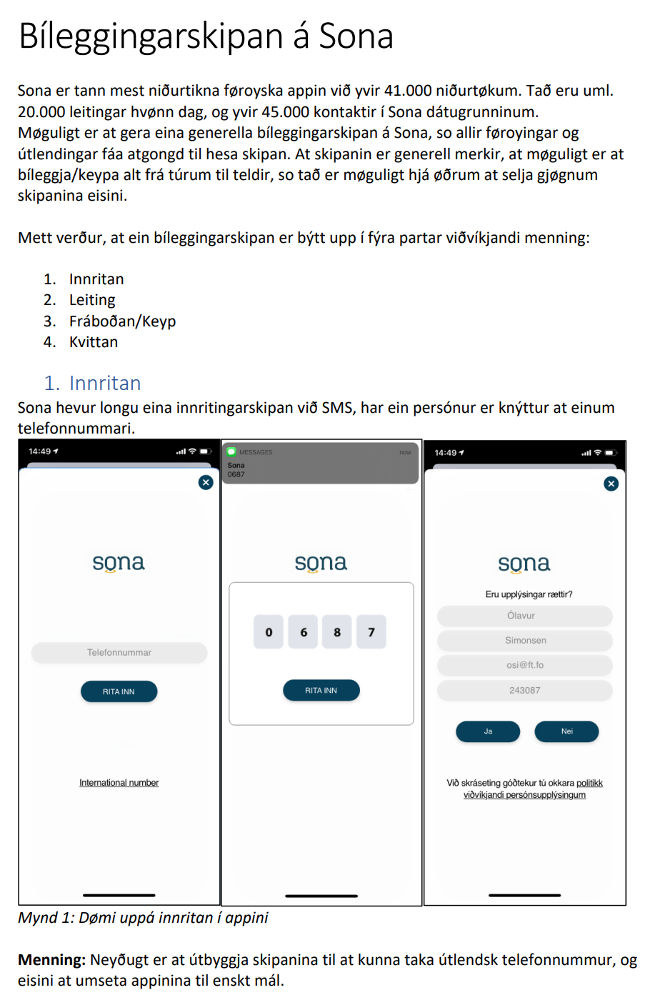 Bíleggingarskipan á Sona
Sona er tann mest niðurtikna føroyska appin við yvir 41.000 niðurtøkum. Tað eru uml.
20.000 leitingar hvønn dag, og yvir 45.000 kontaktir í Sona dátugrunninum.
Møguligt er at gera eina generella bíleggingarskipan á Sona, so allir føroyingar og
útlendingar fáa atgongd til hesa skipan. At skipanin er generell merkir, at møguligt er at
bíleggja/keypa alt frá túrum til teldir, so tað er møguligt hjá øðrum at selja gjøgnum
skipanina eisini.
Mett verður, at ein bíleggingarskipan er býtt upp í fýra partar viðvíkjandi menning:
1. Innritan
2. Leiting
3. Fráboðan/Keyp
4. Kvittan
1. Innritan
Sona hevur longu eina innritingarskipan við SMS, har ein persónur er knýttur at einum
telefonnummari.
14:49
sona
Telefonnummar
RITA INN
International number
MESSAGES now
Sona
0687
sona
0 6 8 7
RITA INN
14:49
sona
Eru upplýsingar rættir?
Ólavur
Simonsen
osi@ft.fo
243087
Ja Nei
Við skráseting góðtekur tú okkara politikk
viðvíkjandi persónsupplýsingum
Mynd 1: Dømi uppá innritan í appini
Menning: Neyðugt er at útbyggja skipanina til at kunna taka útlendsk telefonnummur, og
eisini at umseta appinina til enskt mál.